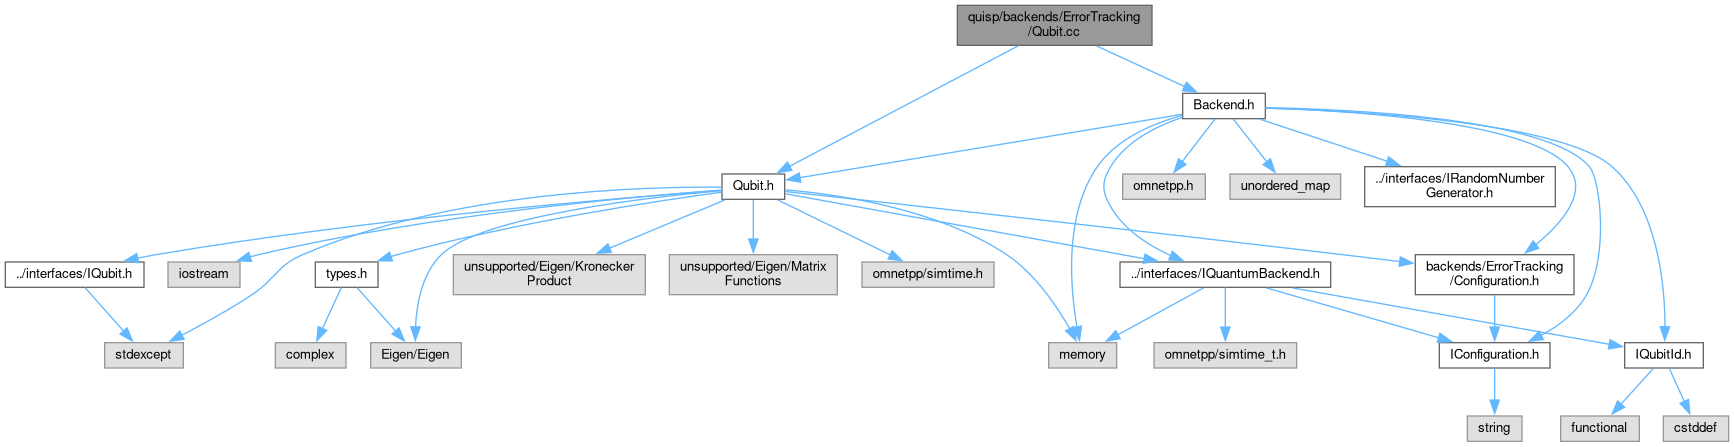 quisp/backends/ErrorTracking
/Qubit.cc
Backend.h
Qubit.h
omnetpp.h
unordered_map
../interfaces/IRandomNumber
Generator.h
../interfaces/IQubit.h
iostream
types.h
unsupported/Eigen/Kronecker
Product
unsupported/Eigen/Matrix
Functions
omnetpp/simtime.h
../interfaces/IQuantumBackend.h
backends/ErrorTracking
/Configuration.h
stdexcept
complex
Eigen/Eigen
memory
omnetpp/simtime_t.h
IConfiguration.h
IQubitId.h
string
functional
cstddef